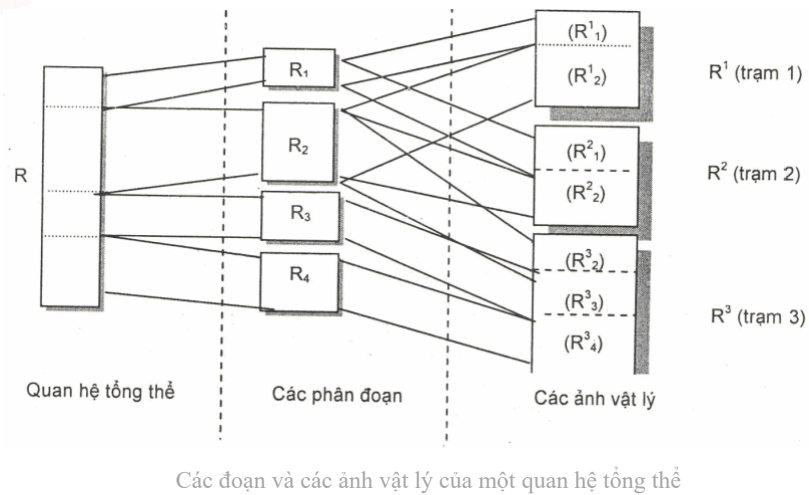 (R¹₁)
R₁
(R¹₂)
R¹ (trạm 1)
R₂
(R²₁)
R
R² (trạm 2)
(R²₂)
R₃
(R³₂)
R₄
(R³₃)
R³ (trạm 3)
(R³₄)
Quan hệ tổng thể
Các phân đoạn
Các ảnh vật lý
Các đoạn và các ảnh vật lý của một quan hệ tổng thể